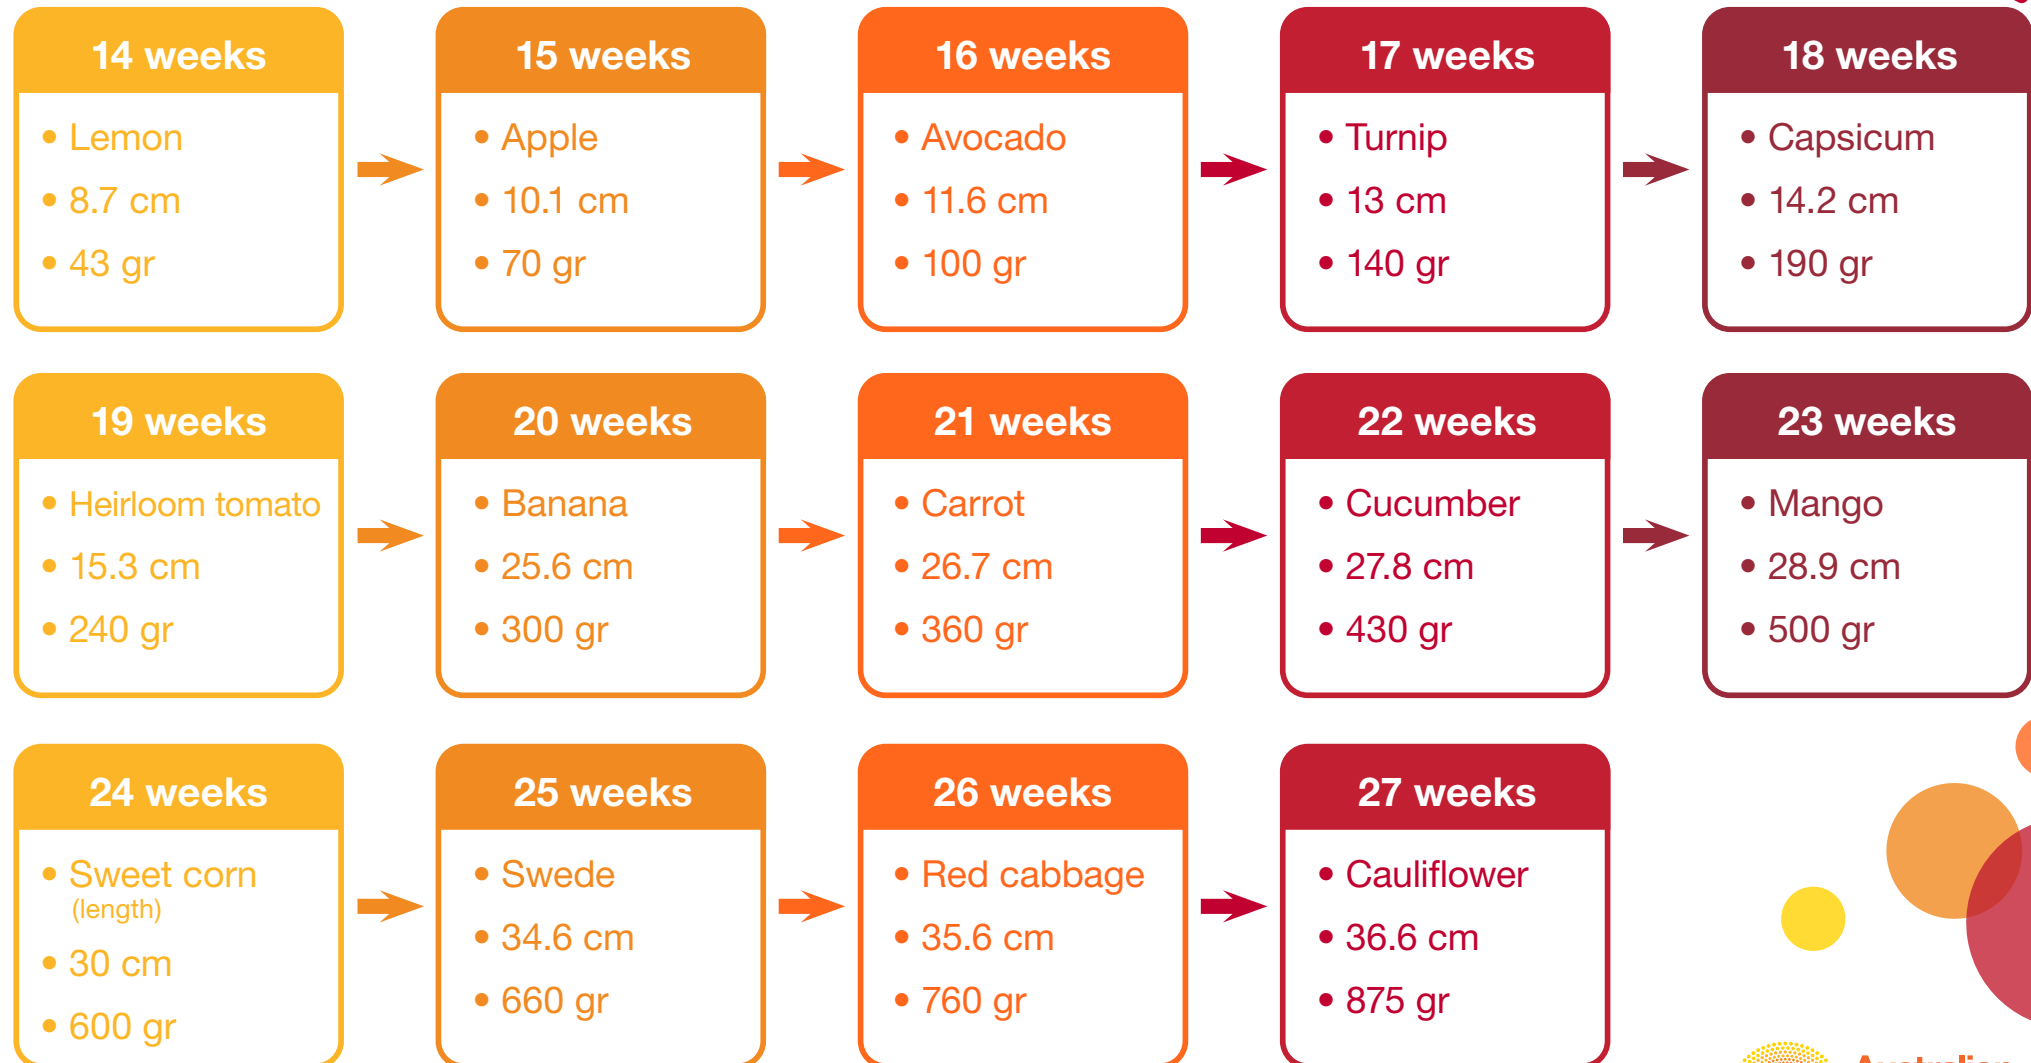 14 weeks
• Lemon
• 8.7 cm
• 43 gr
15 weeks
• Apple
• 10.1 cm
• 70 gr
16 weeks
• Avocado
• 11.6 cm
• 100 gr
17 weeks
• Turnip
• 13 cm
• 140 gr
18 weeks
• Capsicum
• 14.2 cm
• 190 gr
19 weeks
• Heirloom tomato
• 15.3 cm
• 240 gr
20 weeks
• Banana
• 25.6 cm
• 300 gr
21 weeks
• Carrot
• 26.7 cm
• 360 gr
22 weeks
• Cucumber
• 27.8 cm
• 430 gr
23 weeks
• Mango
• 28.9 cm
• 500 gr
24 weeks
• Sweet corn
(length)
• 30 cm
• 600 gr
25 weeks
• Swede
• 34.6 cm
• 660 gr
26 weeks
• Red cabbage
• 35.6 cm
• 760 gr
27 weeks
• Cauliflower
• 36.6 cm
• 875 gr
Australian